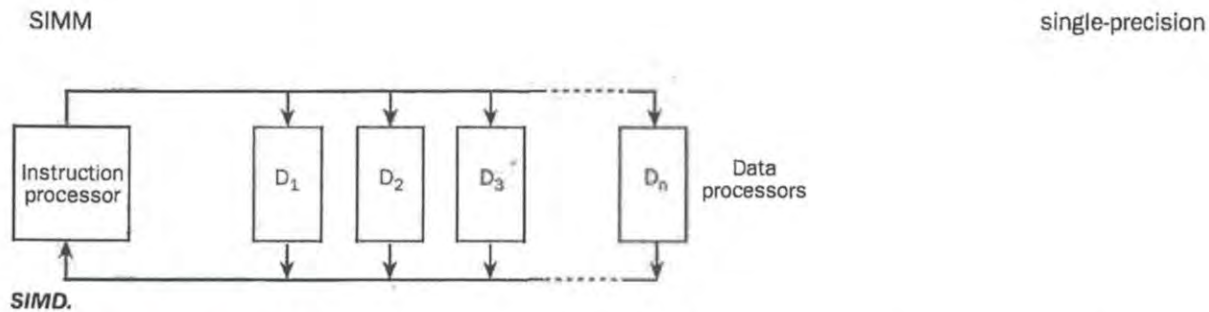 SIMM
single-precision
Instruction
processor
D1
D2
D3
Dn
Data
processors
SIMD.